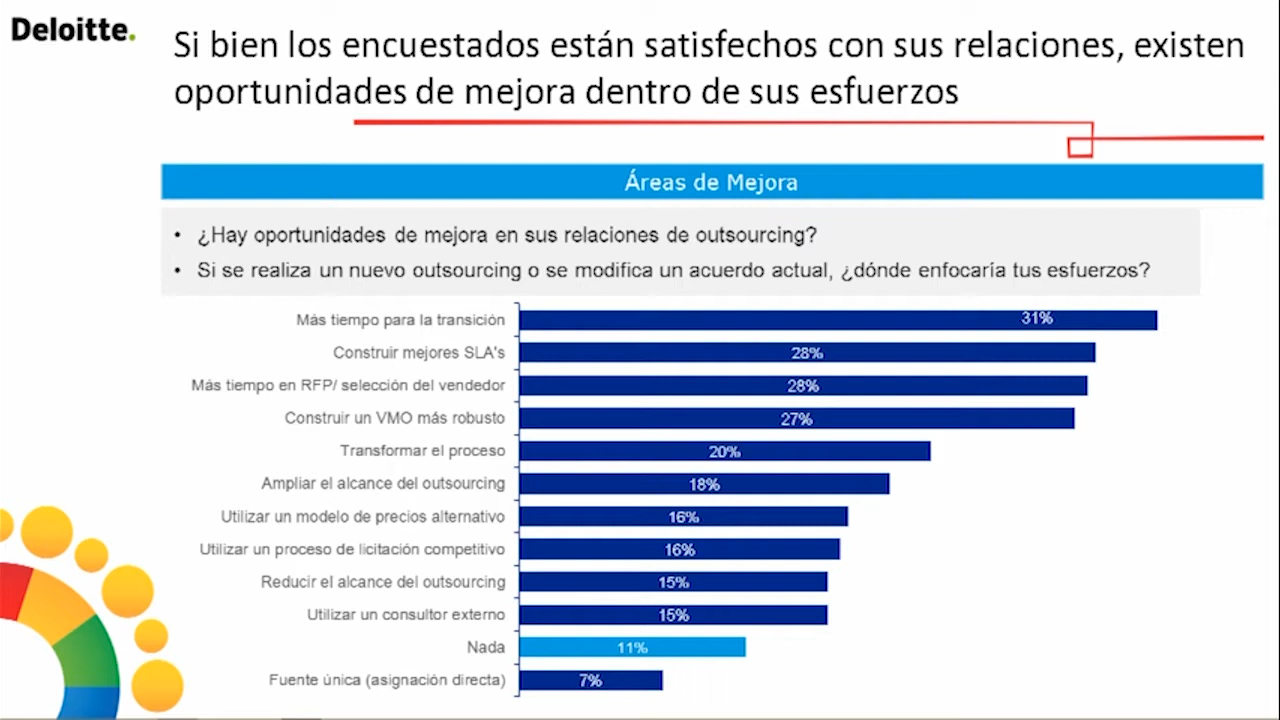 Deloitte.
Si bien los encuestados están satisfechos con sus relaciones, existen
oportunidades de mejora dentro de sus esfuerzos
Áreas de Mejora
• ¿Hay oportunidades de mejora en sus relaciones de outsourcing?
• Si se realiza un nuevo outsourcing o se modifica un acuerdo actual, ¿dónde enfocaría tus esfuerzos?
Más tiempo para la transición 31%
Construir mejores SLA's 28%
Más tiempo en RFP/ selección del vendedor 28%
Construir un VMO más robusto 27%
Transformar el proceso 20%
Ampliar el alcance del outsourcing 18%
Utilizar un modelo de precios alternativo 16%
Utilizar un proceso de licitación competitivo 16%
Reducir el alcance del outsourcing 15%
Utilizar un consultor externo 15%
Nada 11%
Fuente única (asignación directa) 7%